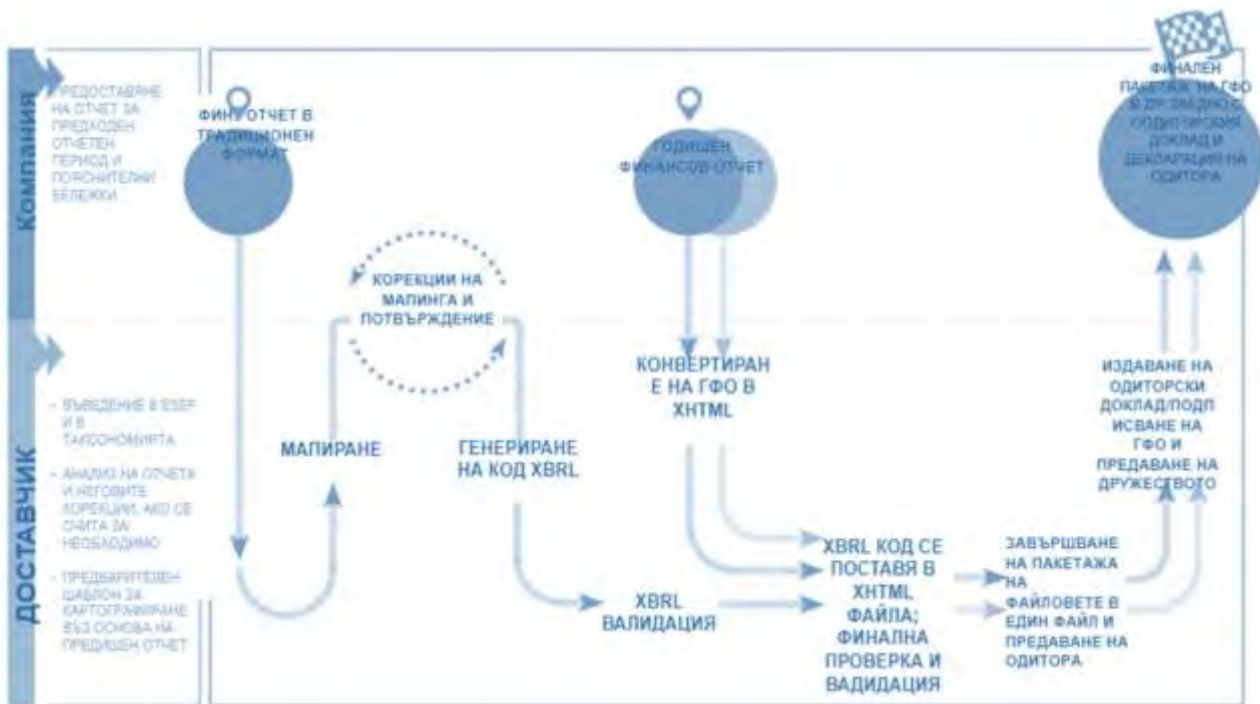 Компания
ПРЕДОСТАВЯНЕ
НА ОТЧЕТ ЗА
ПРЕДХОДЕН
ОТЧЕТЕН
ПЕРИОД И
ПОЯСНИТЕЛНИ
БЕЛЕЖКИ
ФИН. ОТЧЕТ В
ТРАДИЦИОНЕН
ФОРМАТ
ГОДИШЕН
ФИНАНСОВ ОТЧЕТ
ФИНАЛЕН
ПАКЕТАЖ НА ГФО
ЗАЕДНО С
ОДИТОРСКИЯ
ДОКЛАД И
ДЕКЛАРАЦИЯ НА
ОДИТОРА
КОРЕКЦИИ НА
МАПИНГА И
ПОТВЪРЖДЕНИЕ
ДОСТАВЧИК
- ВЪВЕДЕНИЕ В ESEF
И В
ТАКСОНОМИЯТА
- АНАЛИЗ НА ОТЧЕТА
И НЕГОВИТЕ
КОРЕКЦИИ, АКО СЕ
СЧИТА ЗА
НЕОБХОДИМО
- ПРЕДВАРИТЕЛЕН
ШАБЛОН ЗА
КАРТОГРАФИРАНЕ
ВЪЗ ОСНОВА НА
ПРЕДИШЕН ОТЧЕТ
МАПИРАНЕ
ГЕНЕРИРАНЕ
НА КОД XBRL
XBRL
ВАЛИДАЦИЯ
КОНВЕРТИРАН
Е НА ГФО В
XHTML
XBRL КОД СЕ
ПОСТАВЯ В
XHTML
ФАЙЛА;
ФИНАЛНА
ПРОВЕРКА И
ВАДИДАЦИЯ
ЗАВЪРШВАНЕ
НА ПАКЕТАЖА
НА
ФАЙЛОВЕТЕ В
ЕДИН ФАЙЛ И
ПРЕДАВАНЕ НА
ОДИТОРА
ИЗДАВАНЕ НА
ОДИТОРСКИ
ДОКЛАД/ПОДП
ИСВАНЕ НА
ГФО И
ПРЕДАВАНЕ НА
ДРУЖЕСТВОТО